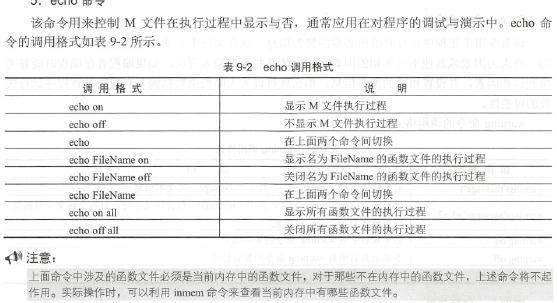 5．echo 命令
该命令用来控制 M 文件在执行过程中显示与否，通常应用在对程序的调试与演示中。echo 命
令的调用格式如表 9-2 所示。
表 9-2 echo 调用格式
调 用 格 式 说 明
echo on 显示 M 文件执行过程
echo off 不显示 M 文件执行过程
echo 在上面两个命令间切换
echo FileName on 显示名为 FileName 的函数文件的执行过程
echo FileName off 关闭名为 FileName 的函数文件的执行过程
echo FileName 在上面两个命令间切换
echo on all 显示所有函数文件的执行过程
echo off all 关闭所有函数文件的执行过程
注意：
上面命令中涉及的函数文件必须是当前内存中的函数文件，对于那些不在内存中的函数文件，上述命令将不起
作用。实际操作时，可以利用 inmem 命令来查看当前内存中有哪些函数文件。